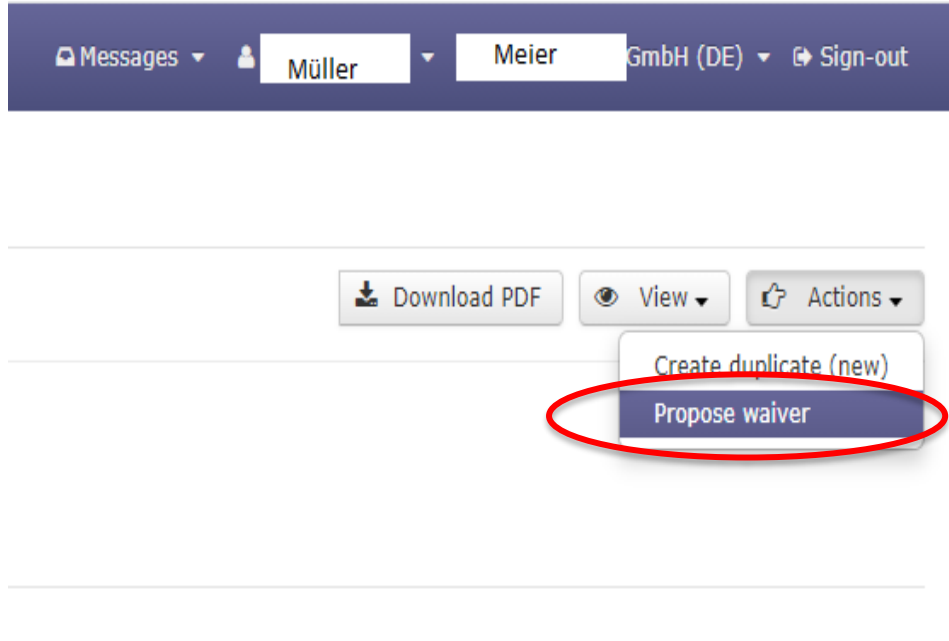 Messages Müller Meier GmbH (DE) Sign-out
Download PDF View Actions
Create duplicate (new)
Propose waiver